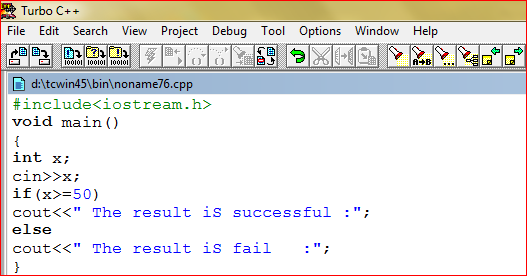 Turbo C++
File Edit Search View Project Debug Tool Options Window Help
A→B
d:\tcwin45\bin\noname76.cpp
#include<iostream.h>
void main()
{
int x;
cin>>x;
if(x>=50)
cout<<" The result iS successful :";
else
cout<<" The result iS fail   :";
}